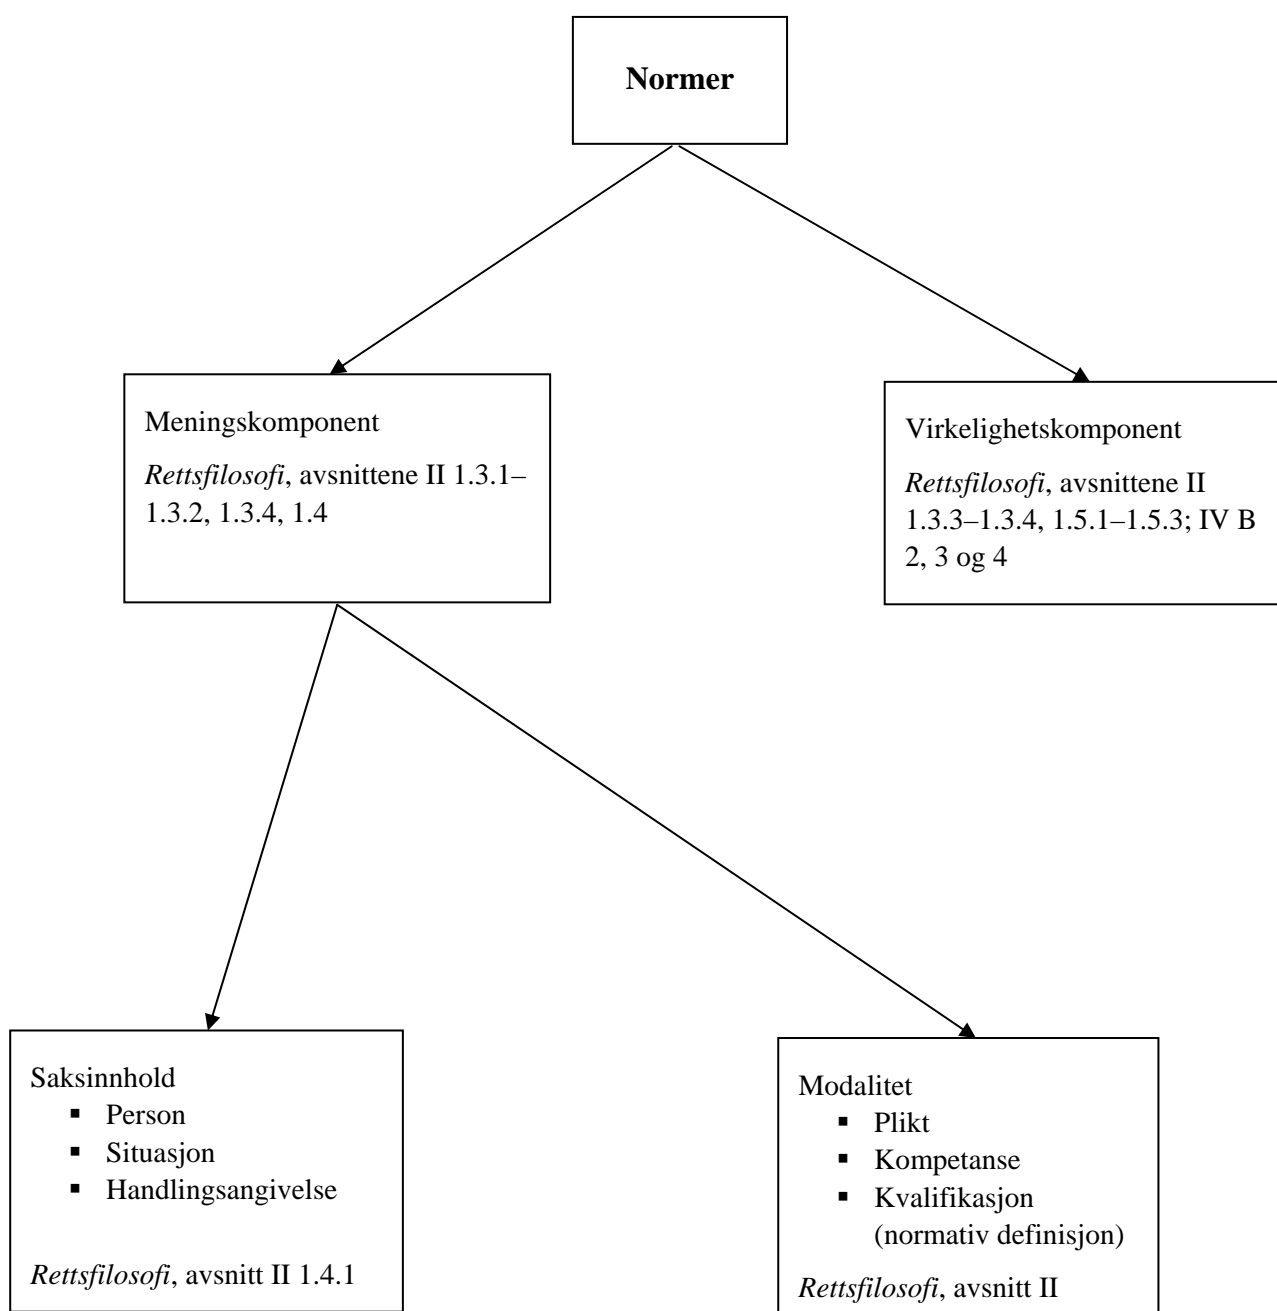 Normer
Meningskomponent
Rettsfilosofi, avsnittene II 1.3.1–
1.3.2, 1.3.4, 1.4
Virkelighetskomponent
Rettsfilosofi, avsnittene II
1.3.3–1.3.4, 1.5.1–1.5.3; IV B
2, 3 og 4
Saksinnhold
▪ Person
▪ Situasjon
▪ Handlingsangivelse
Rettsfilosofi, avsnitt II 1.4.1
Modalitet
▪ Plikt
▪ Kompetanse
▪ Kvalifikasjon
(normativ definisjon)
Rettsfilosofi, avsnitt II